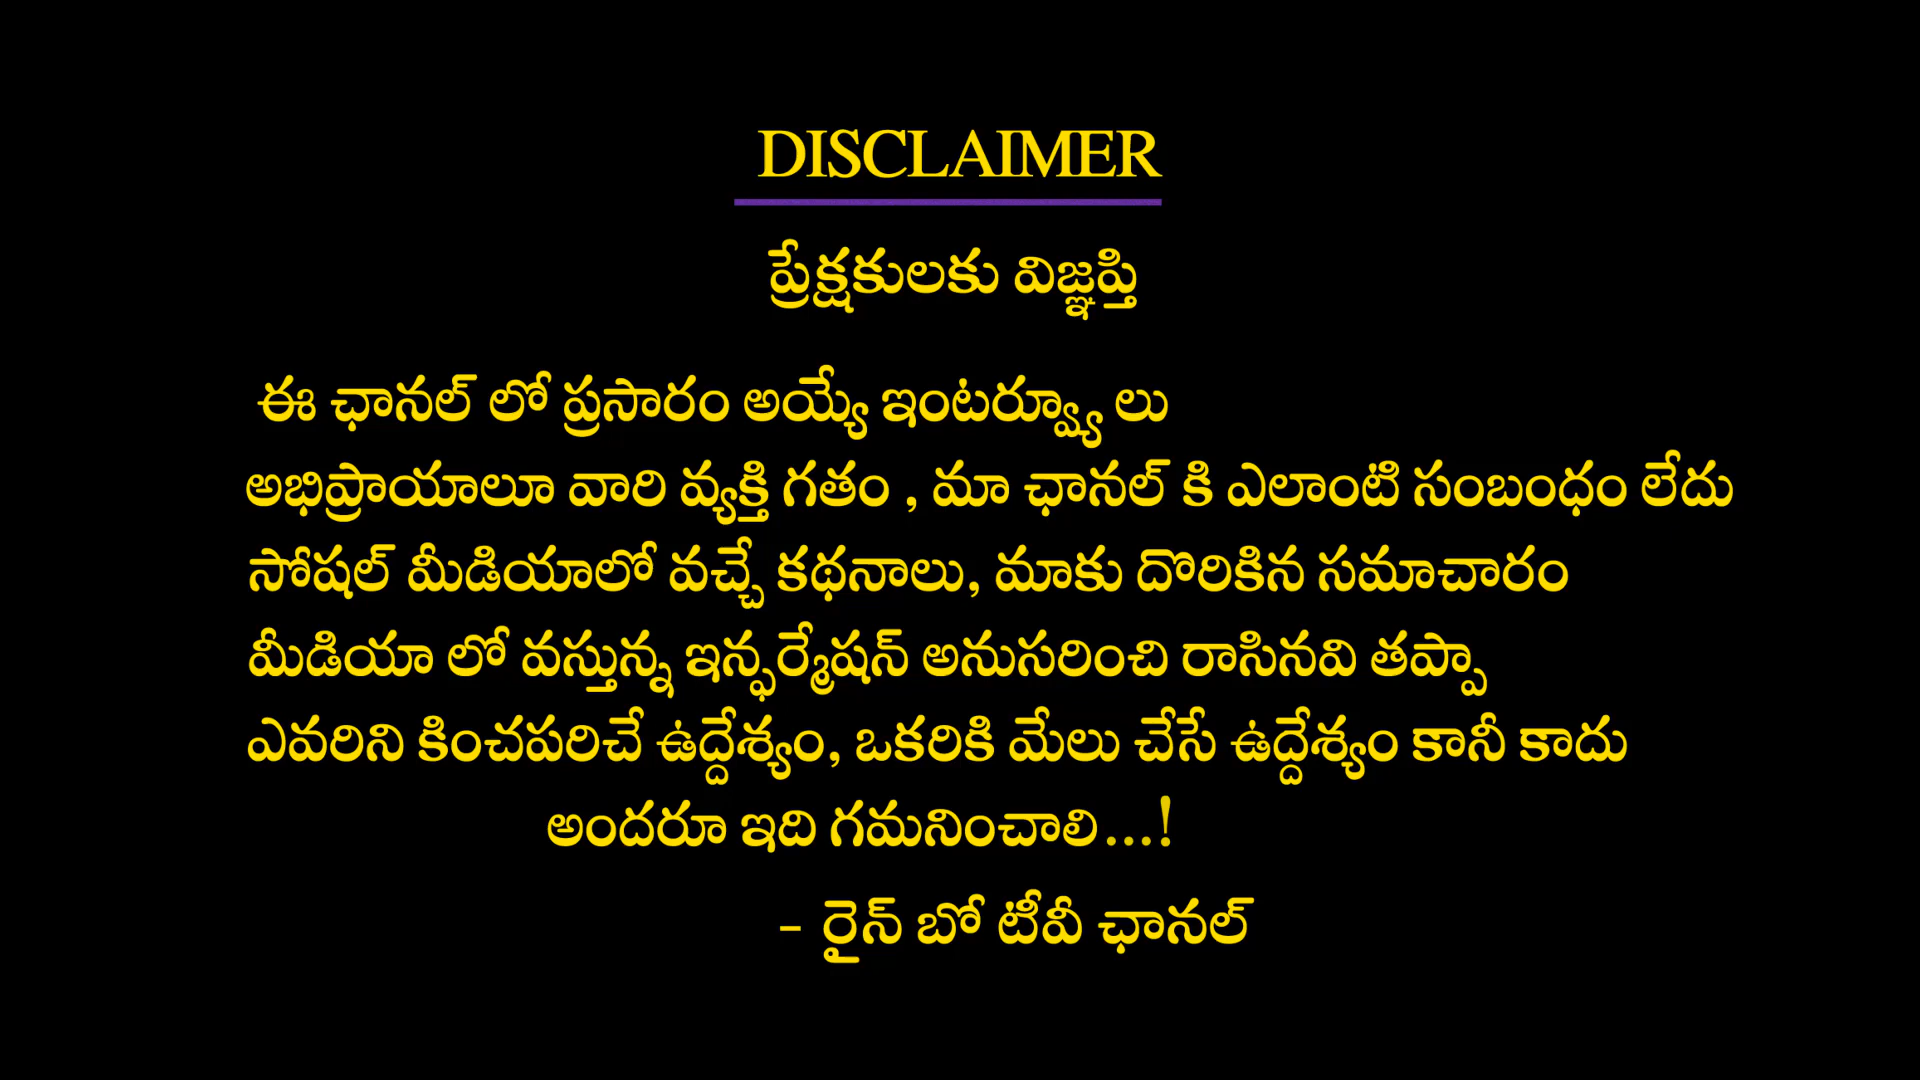 DISCLAIMER
ప్రేక్షకులకు విజ్ఞప్తి
ఈ ఛానల్ లో ప్రసారం అయ్యే ఇంటర్వ్యూ లు
అభిప్రాయాలూ వారి వ్యక్తి గతం , మా ఛానల్ కి ఎలాంటి సంబంధం లేదు
సోషల్ మీడియాలో వచ్చే కథనాలు, మాకు దొరికిన సమాచారం
మీడియా లో వస్తున్న ఇన్ఫర్మేషన్ అనుసరించి రాసినవి తప్పా
ఎవరిని కించపరిచే ఉద్దేశ్యం, ఒకరికి మేలు చేసే ఉద్దేశ్యం కానీ కాదు
అందరూ ఇది గమనించాలి...!
- రైన్ బో టీవీ ఛానల్